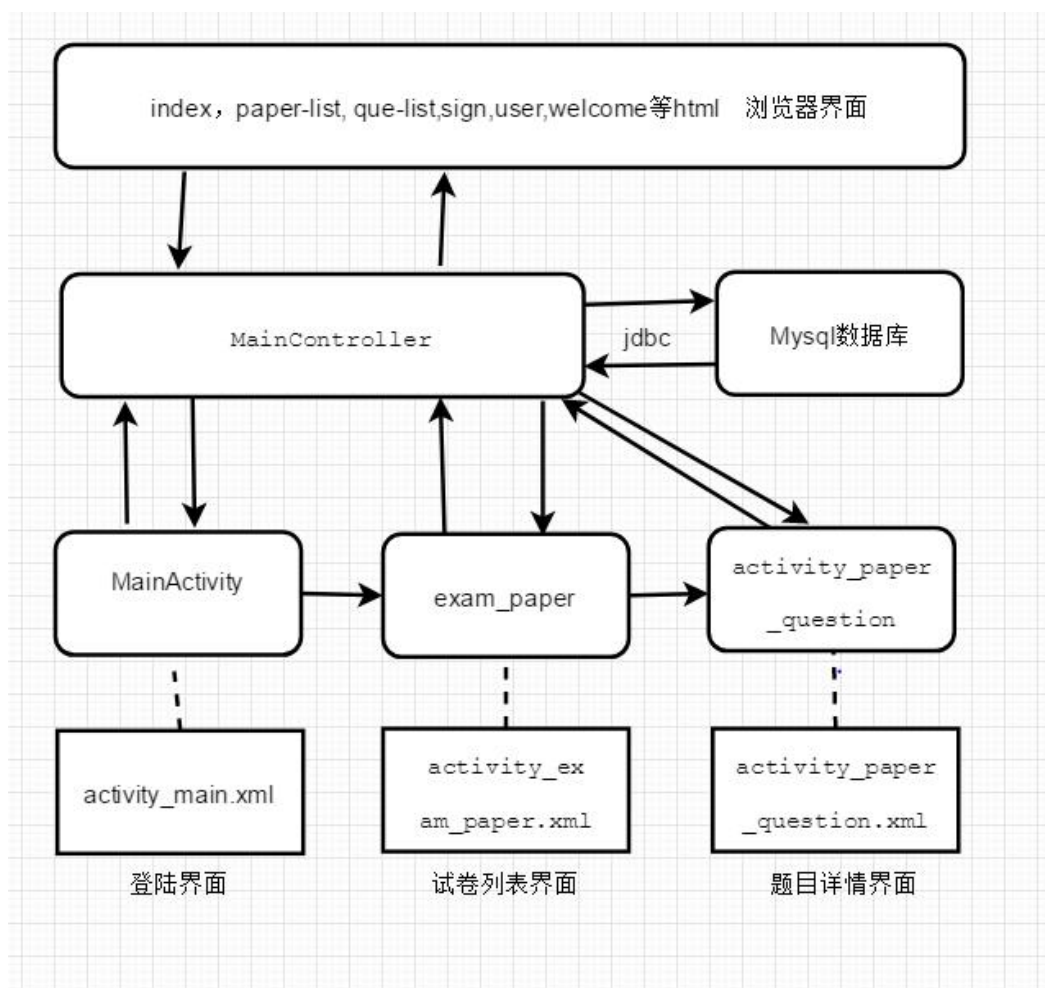 index，paper-list, que-list,sign,user,welcome等html 浏览器界面
MainController
jdbc
Mysql数据库
MainActivity
exam_paper
activity_paper
_question
activity_main.xml
activity_ex
am_paper.xml
activity_paper
_question.xml
登陆界面
试卷列表界面
题目详情界面